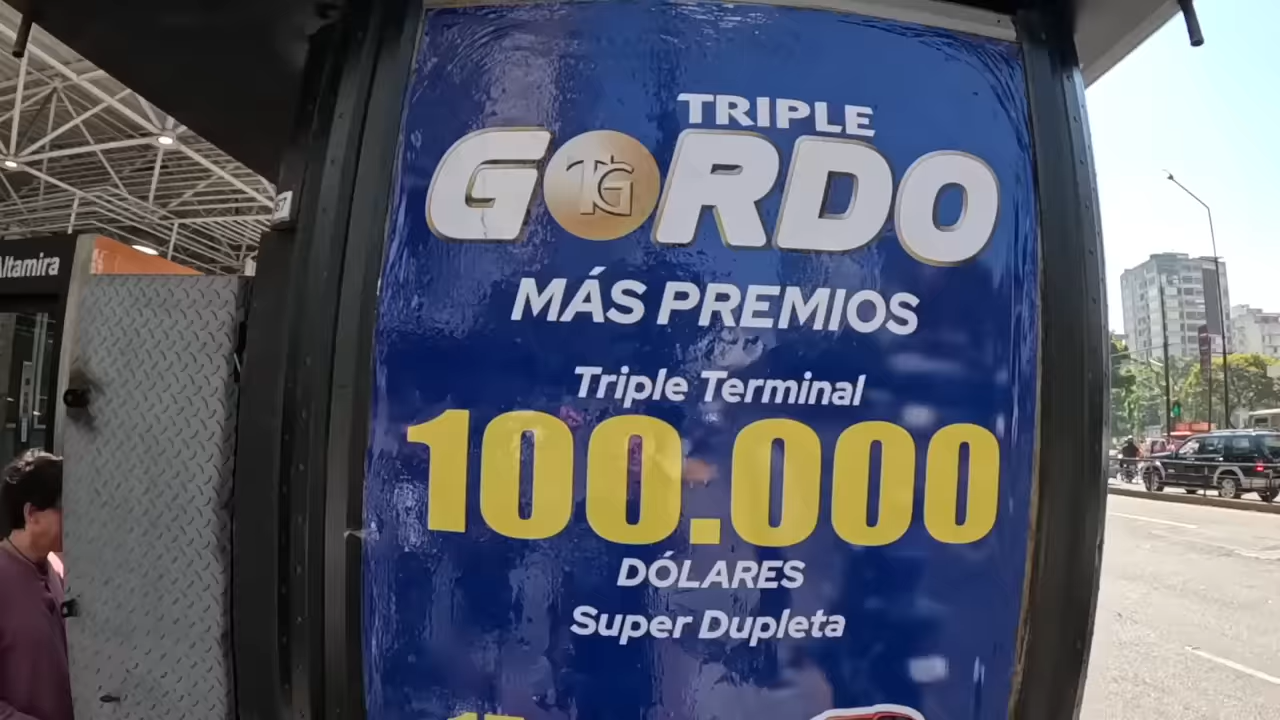 Altamira
TRIPLE
GORDO
TG
MÁS PREMIOS
Triple Terminal
100.000
DÓLARES
Super Dupleta